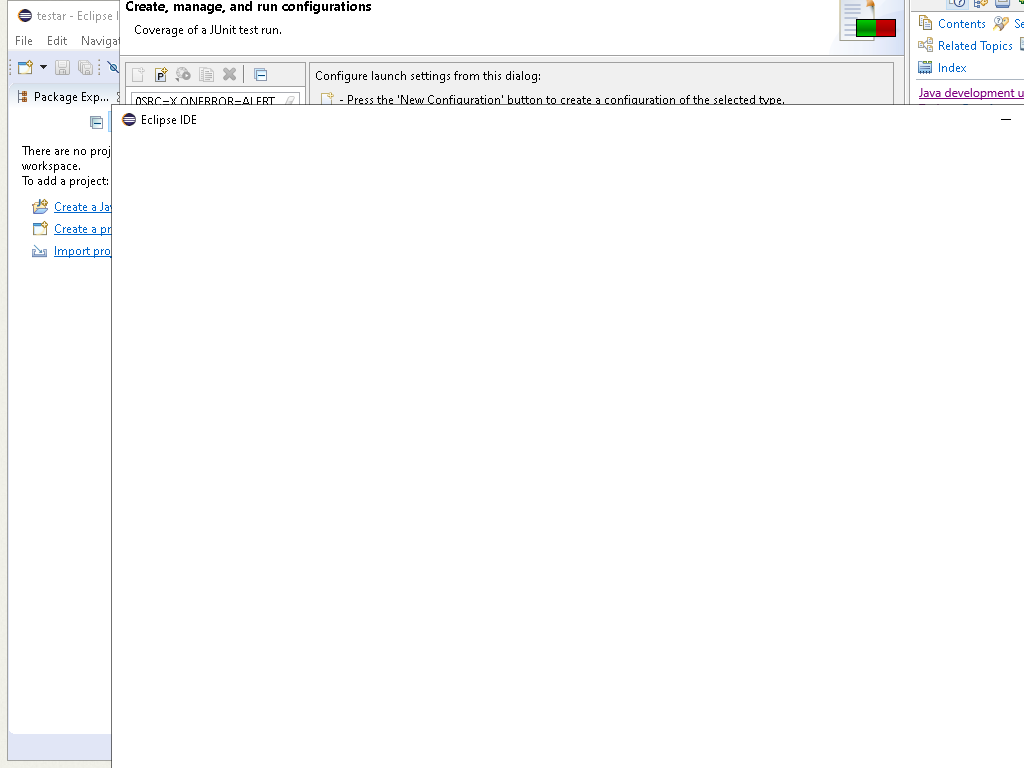 testar - Eclipse I
File Edit Navigat
Package Exp...
There are no proj
workspace.
To add a project:
Create a Jav
Create a pr
Import pro
Create, manage, and run configurations
Coverage of a JUnit test run.
Configure launch settings from this dialog:
- Press the 'New Configuration' button to create a configuration of the selected type.
0SRC=X ONERROR=ALERT
Contents Se
Related Topics
Index
Java development u
Eclipse IDE